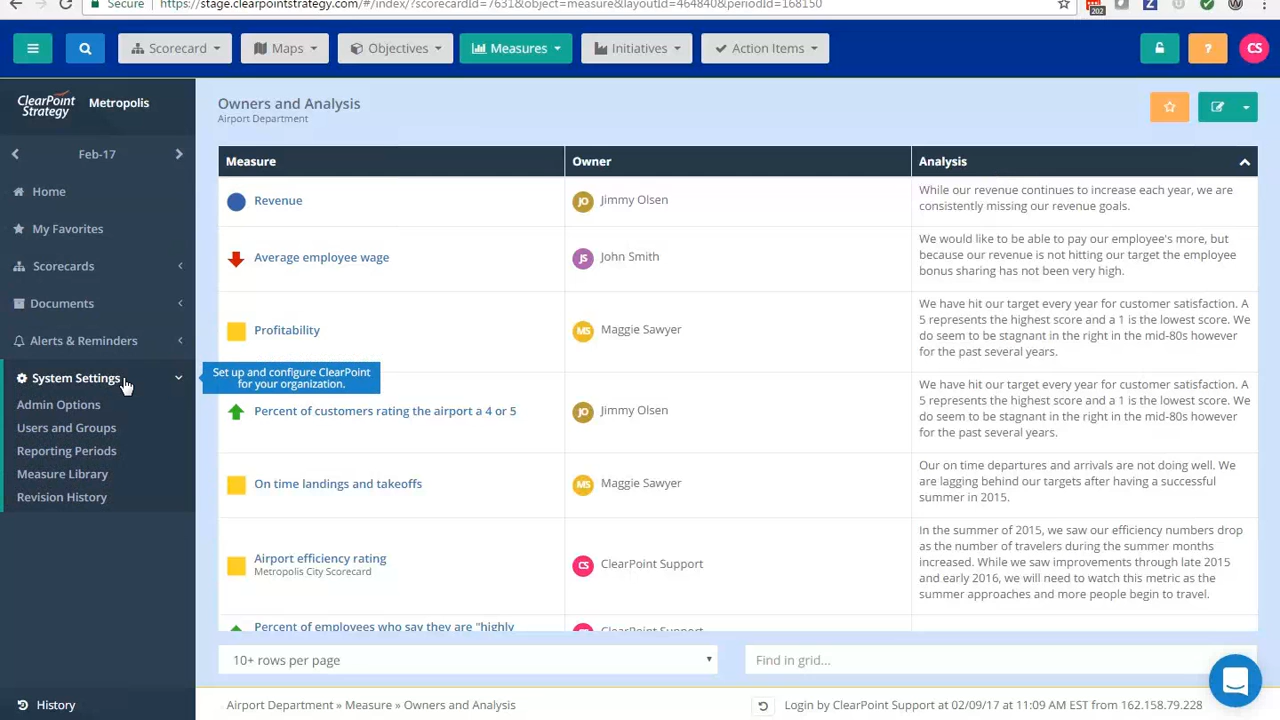 Secure
https://stage.clearpointstrategy.com/#/index/?scorecardId=7631&object=measure&layoutId=464840&periodId=168150
202
Scorecard
Maps
Objectives
Measures
Initiatives
Action Items
?
CS
ClearPoint
Strategy
Metropolis
Feb-17
Home
My Favorites
Scorecards
Documents
Alerts & Reminders
System Settings
Admin Options
Users and Groups
Reporting Periods
Measure Library
Revision History
History
Set up and configure ClearPoint
for your organization.
Owners and Analysis
Airport Department
Measure
Owner
Analysis
Revenue
JO
Jimmy Olsen
While our revenue continues to increase each year, we are
consistently missing our revenue goals.
Average employee wage
JS
John Smith
We would like to be able to pay our employee's more, but
because our revenue is not hitting our target the employee
bonus sharing has not been very high.
Profitability
MS
Maggie Sawyer
We have hit our target every year for customer satisfaction. A
5 represents the highest score and a 1 is the lowest score. We
do seem to be stagnant in the right in the mid-80s however
for the past several years.
Percent of customers rating the airport a 4 or 5
JO
Jimmy Olsen
We have hit our target every year for customer satisfaction. A
5 represents the highest score and a 1 is the lowest score. We
do seem to be stagnant in the right in the mid-80s however
for the past several years.
On time landings and takeoffs
MS
Maggie Sawyer
Our on time departures and arrivals are not doing well. We
are lagging behind our targets after having a successful
summer in 2015.
Airport efficiency rating
Metropolis City Scorecard
CS
ClearPoint Support
In the summer of 2015, we saw our efficiency numbers drop
as the number of travelers during the summer months
increased. While we saw improvements through late 2015
and early 2016, we will need to watch this metric as the
summer approaches and more people begin to travel.
Percent of employees who say they are "highly
ClearPoint Support
10+ rows per page
Find in grid...
Airport Department » Measure » Owners and Analysis
Login by ClearPoint Support at 02/09/17 at 11:09 AM EST from 162.158.79.228